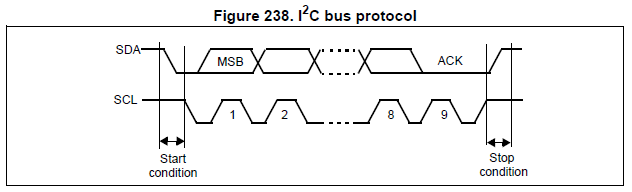 Figure 238. I²C bus protocol
SDA
MSB
ACK
SCL
1
2
8
9
Start
condition
Stop
condition